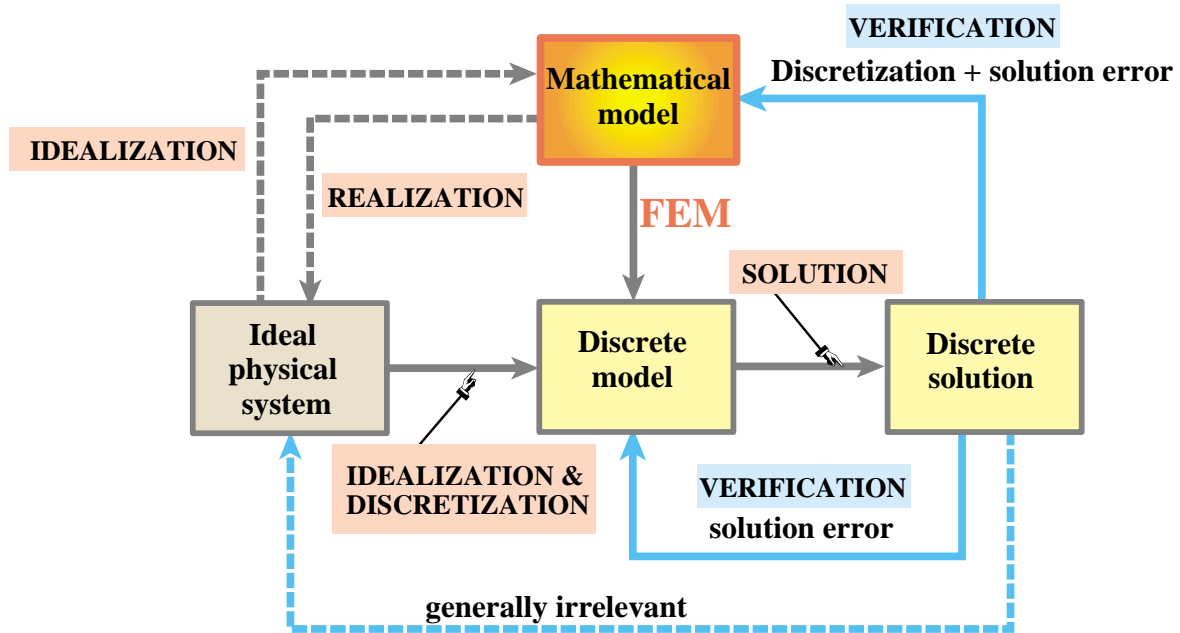 VERIFICATION
Discretization + solution error
Mathematical
model
IDEALIZATION
REALIZATION
FEM
SOLUTION
Ideal
physical
system
Discrete
model
Discrete
solution
IDEALIZATION &
DISCRETIZATION
VERIFICATION
solution error
generally irrelevant